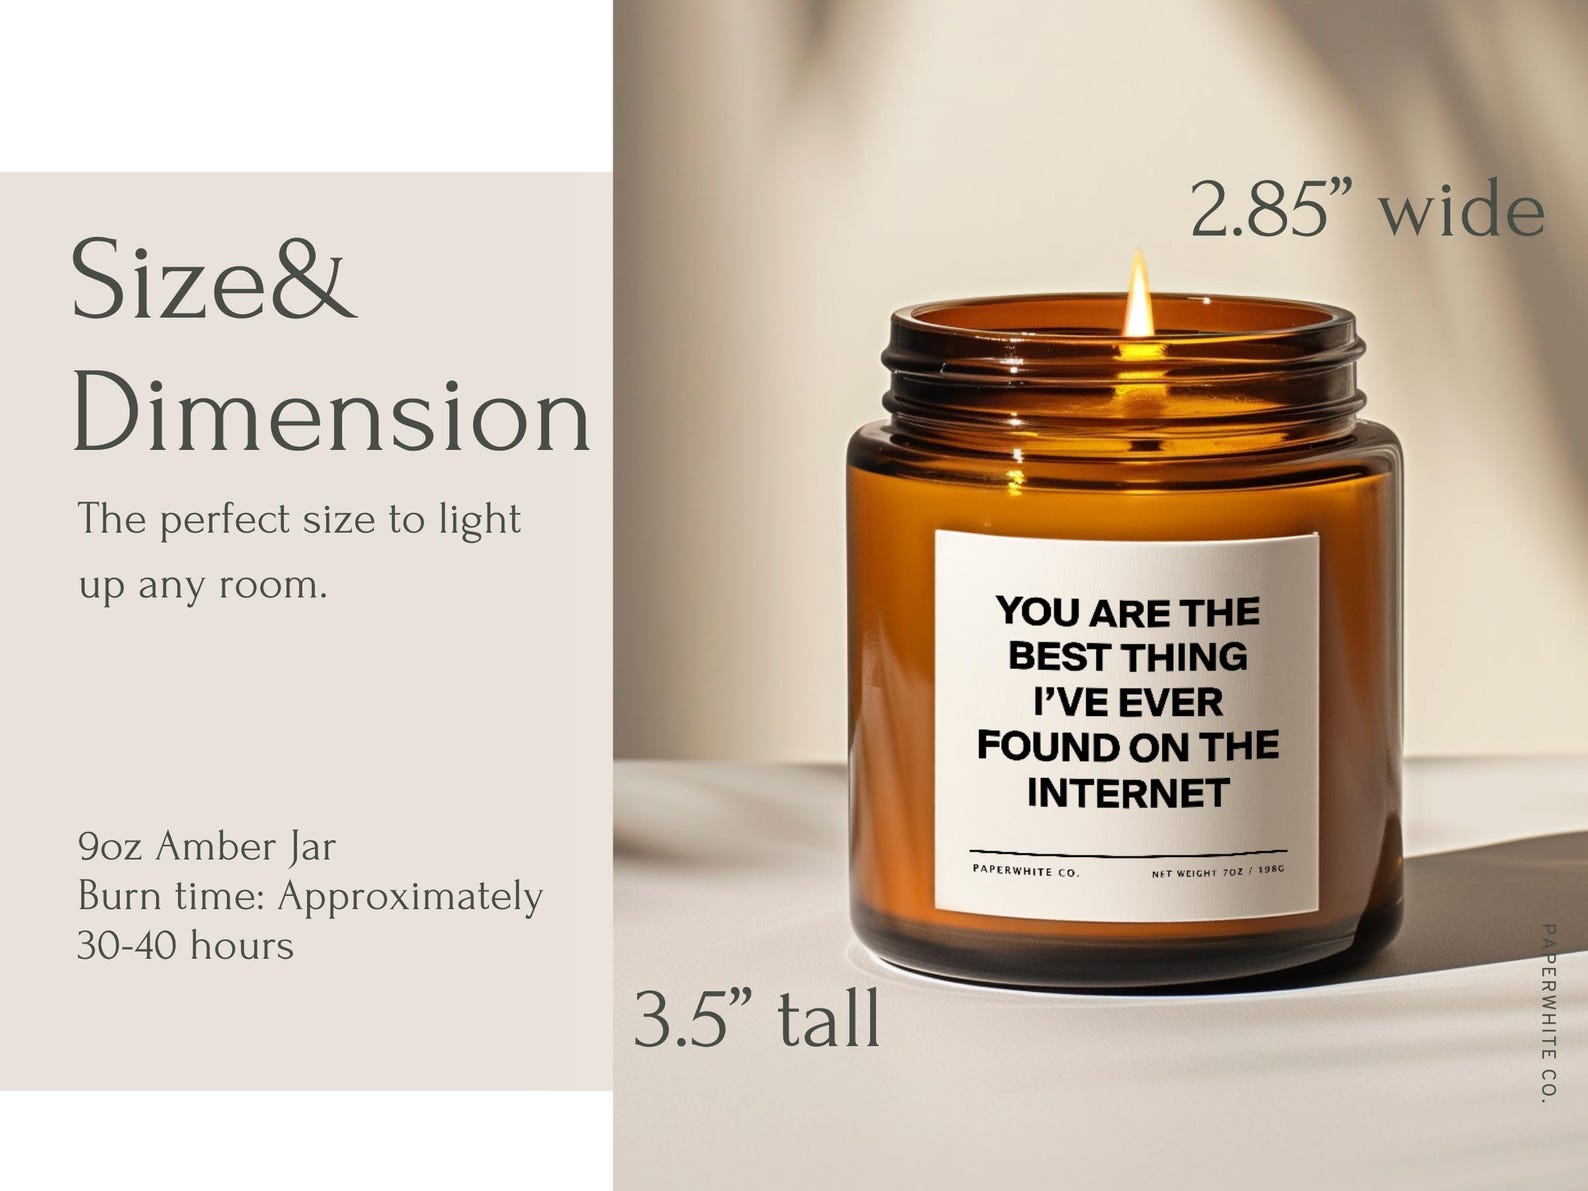 Size&
Dimension
The perfect size to light
up any room.
9oz Amber Jar
Burn time: Approximately
30-40 hours
2.85” wide
YOU ARE THE
BEST THING
I’VE EVER
FOUND ON THE
INTERNET
PAPERWHITE CO. NET WEIGHT 7OZ / 198G
3.5” tall
PAPERWHITE CO.